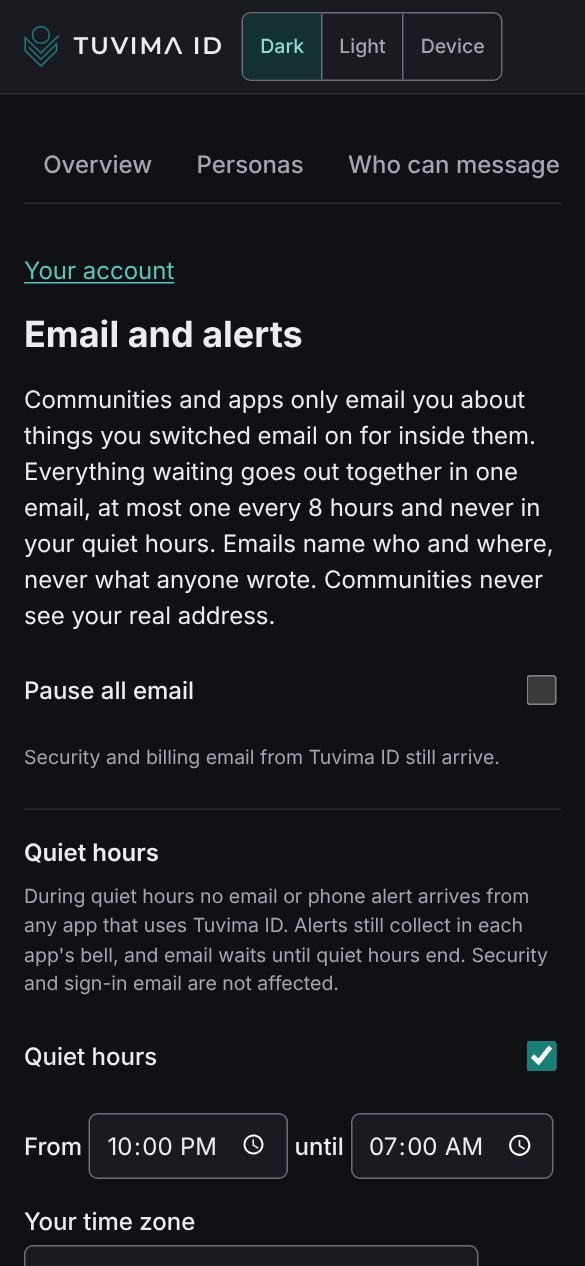 TUVIMA ID
Dark
Light
Device
Overview
Personas
Who can message
Your account
Email and alerts
Communities and apps only email you about
things you switched email on for inside them.
Everything waiting goes out together in one
email, at most one every 8 hours and never in
your quiet hours. Emails name who and where,
never what anyone wrote. Communities never
see your real address.
Pause all email
Security and billing email from Tuvima ID still arrive.
Quiet hours
During quiet hours no email or phone alert arrives from
any app that uses Tuvima ID. Alerts still collect in each
app's bell, and email waits until quiet hours end. Security
and sign-in email are not affected.
Quiet hours
From 10:00 PM until 07:00 AM
Your time zone